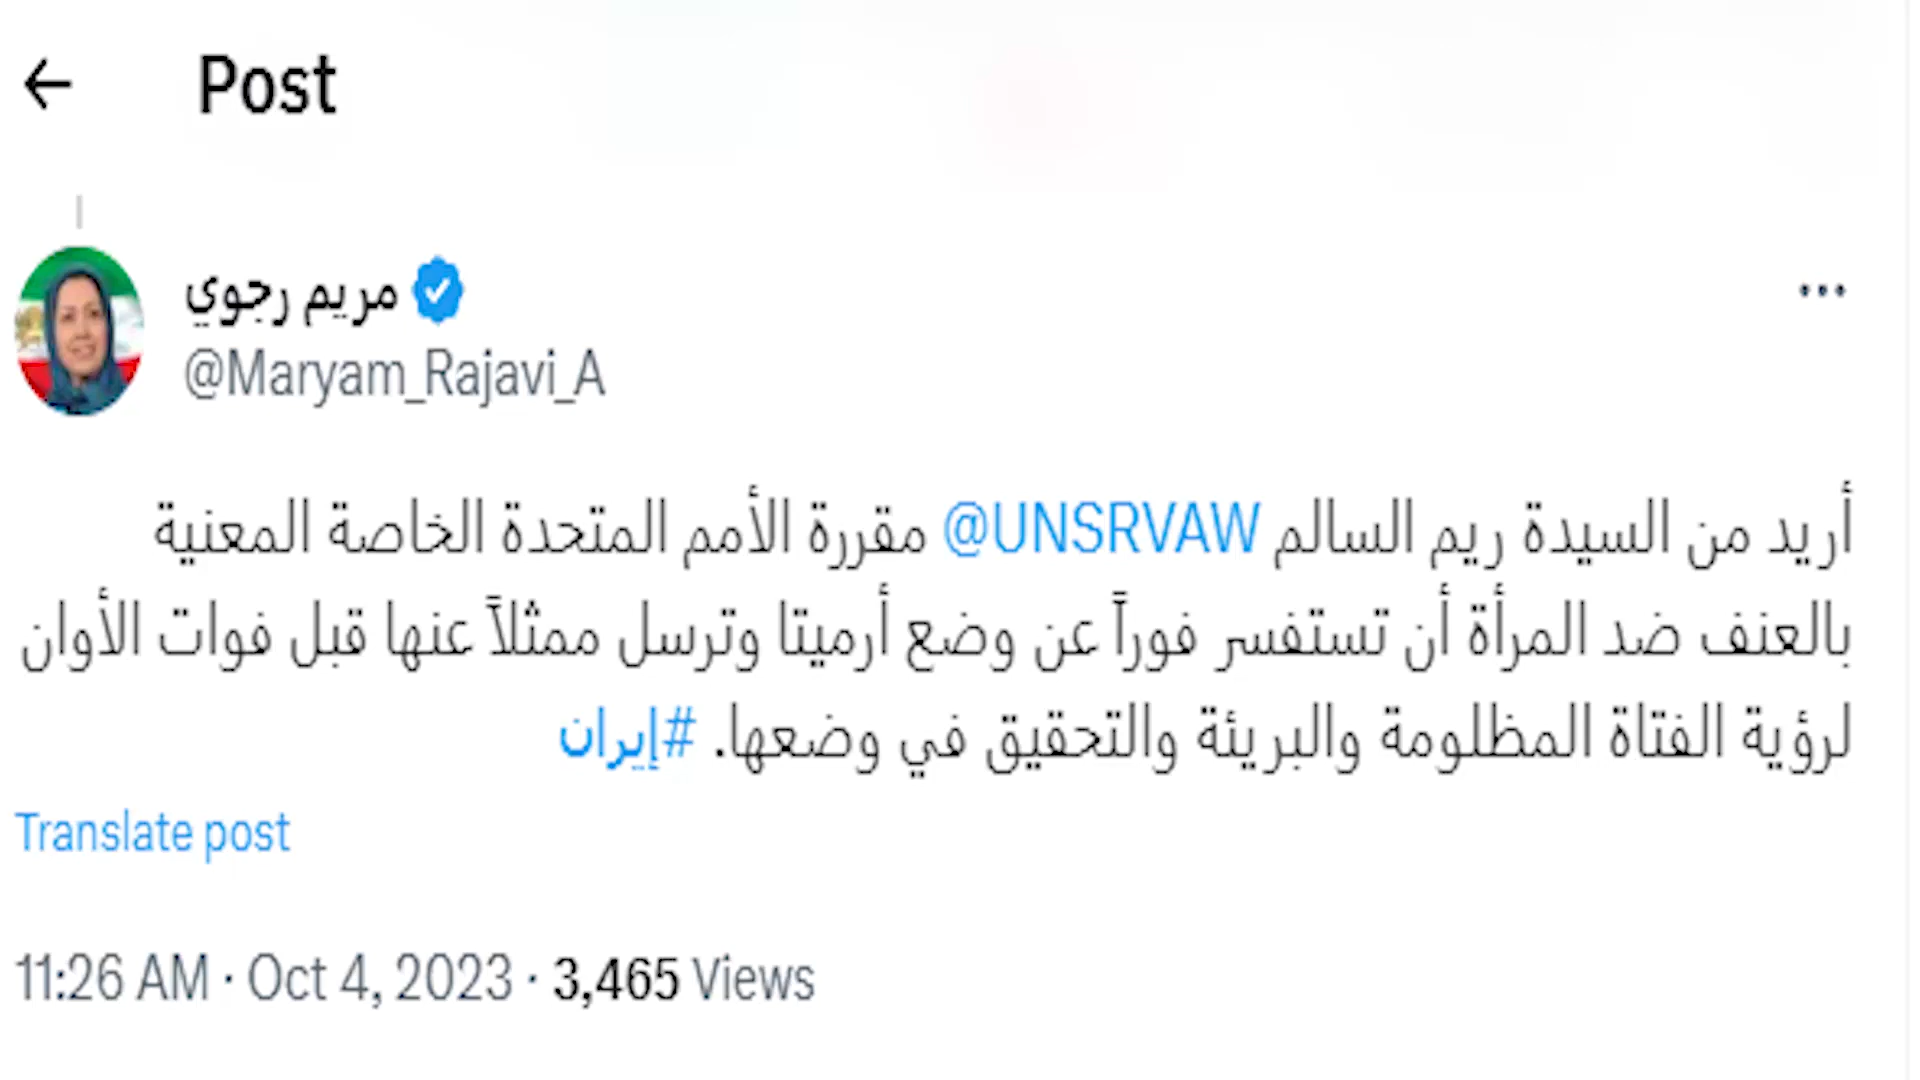 Post
مريم رجوي
@Maryam_Rajavi_A
أريد من السيدة ريم السالم @UNSRVAW مقررة الأمم المتحدة الخاصة المعنية
بالعنف ضد المرأة أن تستفسر فوراً عن وضع أرميتا وترسل ممثلاً عنها قبل فوات الأوان
لرؤية الفتاة المظلومة والبريئة والتحقيق في وضعها. #إيران
Translate post
11:26 AM · Oct 4, 2023 · 3,465 Views